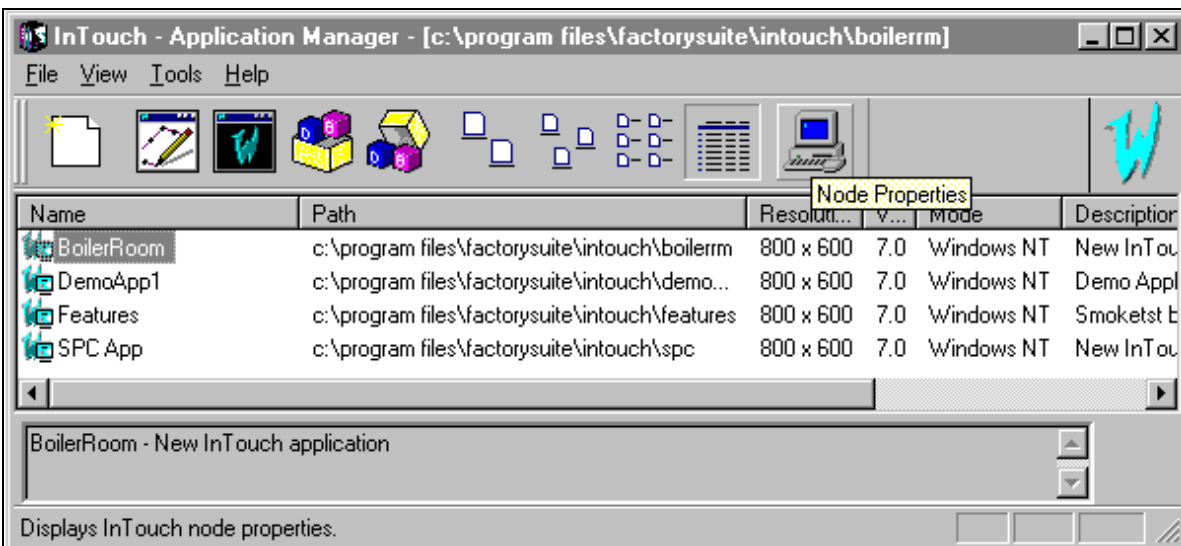 InTouch - Application Manager - [c:\program files\factorysuite\intouch\boilerrm]
File View Tools Help
Node Properties
Name Path Resoluti... V... Mode Description
BoilerRoom c:\program files\factorysuite\intouch\boilerrm 800 x 600 7.0 Windows NT New InTou
DemoApp1 c:\program files\factorysuite\intouch\demo... 800 x 600 7.0 Windows NT Demo Appl
Features c:\program files\factorysuite\intouch\features 800 x 600 7.0 Windows NT Smoketst b
SPC App c:\program files\factorysuite\intouch\spc 800 x 600 7.0 Windows NT New InTou
BoilerRoom - New InTouch application
Displays InTouch node properties.